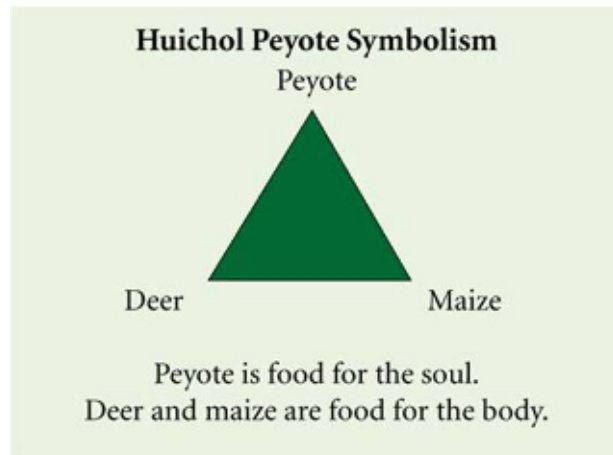 Huichol Peyote Symbolism
Peyote
Deer Maize
Peyote is food for the soul.
Deer and maize are food for the body.